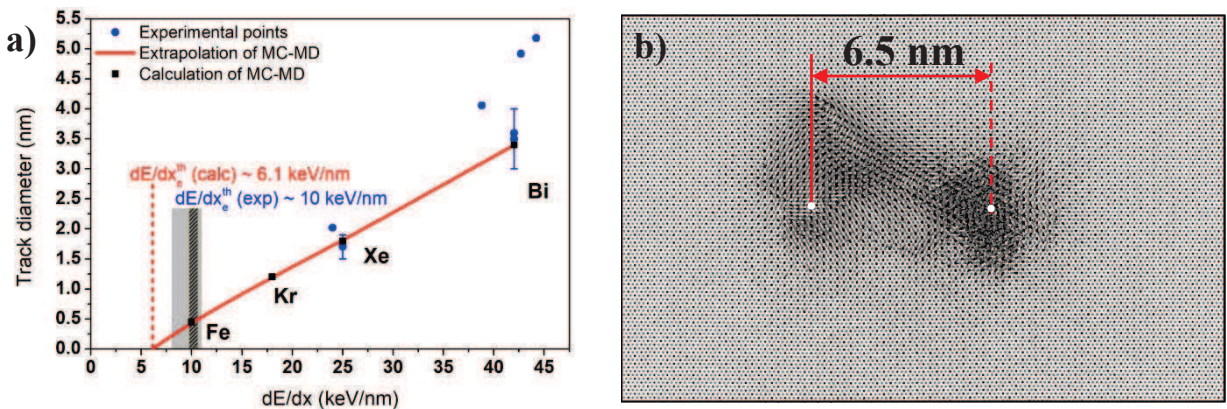 a)
Experimental points
Extrapolation of MC-MD
Calculation of MC-MD
dE/dx_e^th (calc) ~ 6.1 keV/nm
dE/dx_e^th (exp) ~ 10 keV/nm
Fe
Kr
Xe
Bi
Track diameter (nm)
5.5
5.0
4.5
4.0
3.5
3.0
2.5
2.0
1.5
1.0
0.5
0.0
0 5 10 15 20 25 30 35 40 45
dE/dx (keV/nm)
b)
6.5 nm